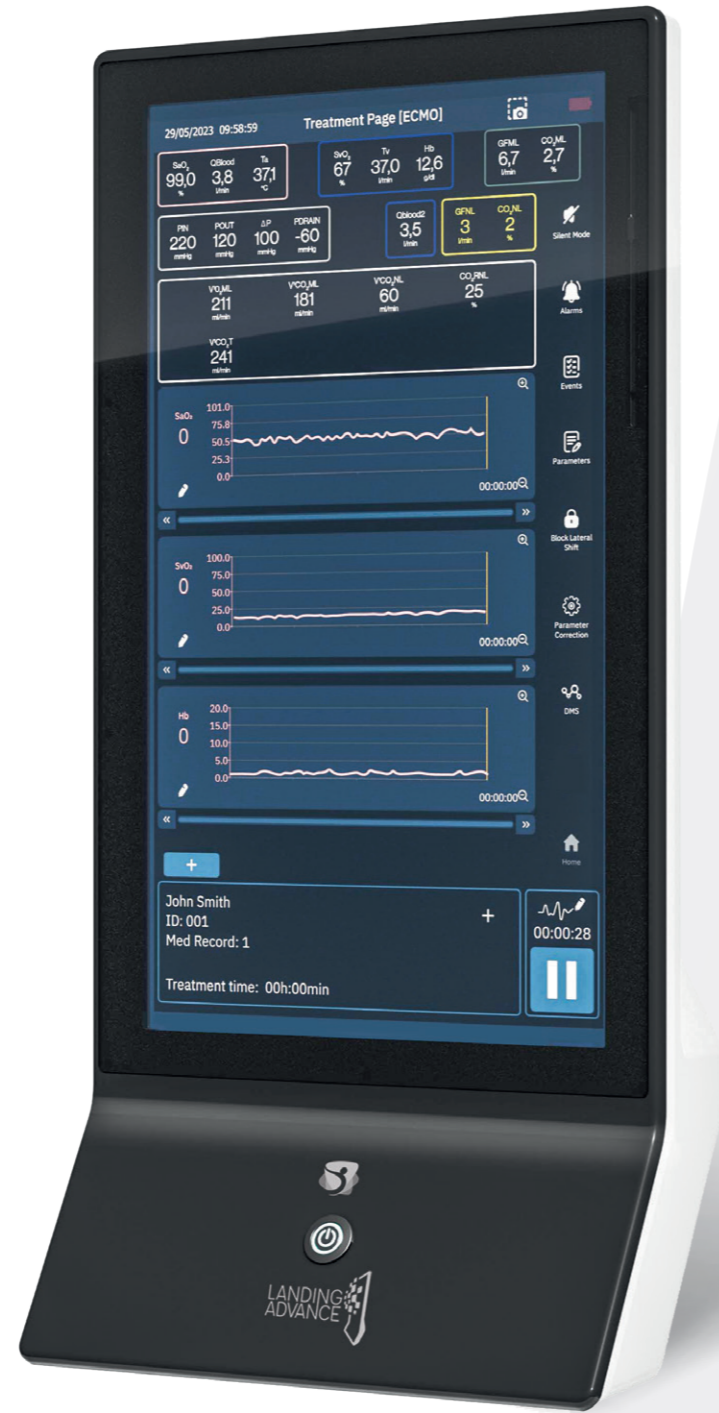 29/05/2023 09:58:59 Treatment Page [ECMO]
SaO₂ QBlood Ta SvO₂ Tv Hb GFML CO₂ML
99,0 3,8 37,1 67 37,0 12,6 6,7 2,7
% l/min °C % g/dl l/min %
PIN POUT ΔP PDRAIN Qblood2 GFNL CO₂NL
220 120 100 -60 3,5 3 2
mmHg mmHg mmHg mmHg l/min l/min %
Silent Mode
V'O₂ML V'CO₂ML V'CO₂NL CO₂RNL
211 181 60 25
ml/min ml/min ml/min %
V'CO₂T
241
ml/min
Alarms
Events
Parameters
Block Lateral
Shift
Parameter
Correction
DMS
Home
SaO₂
0
101.0
75.8
50.5
25.3
0.0
00:00:00
SvO₂
0
100.0
75.0
50.0
25.0
0.0
00:00:00
Hb
0
20.0
15.0
10.0
5.0
0.0
00:00:00
+
John Smith
ID: 001
Med Record: 1
+
Treatment time: 00h:00min
00:00:28
LANDING
ADVANCE